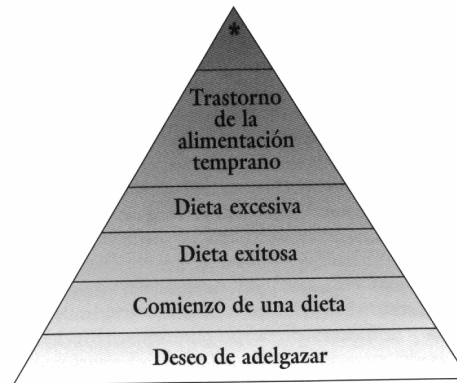 *
Trastorno
de la
alimentación
temprano
Dieta excesiva
Dieta exitosa
Comienzo de una dieta
Deseo de adelgazar